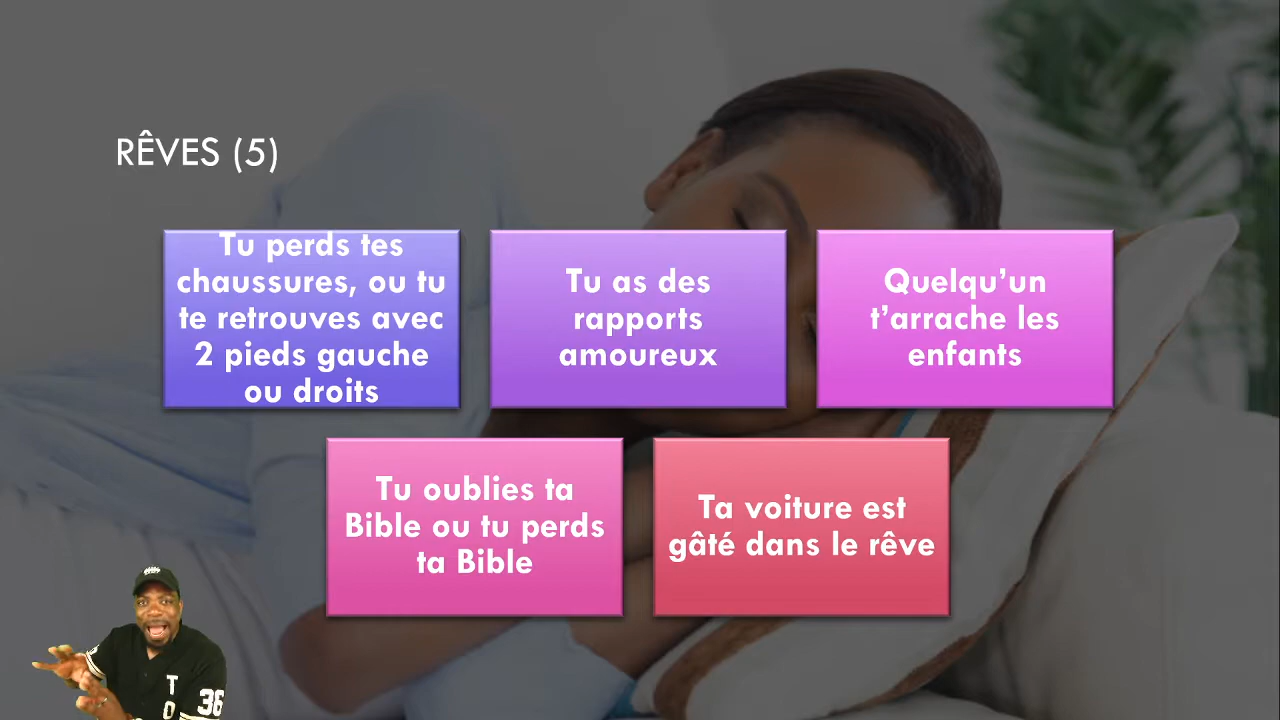 RÊVES (5)
Tu perds tes
chaussures, ou tu
te retrouves avec
2 pieds gauche
ou droits
Tu as des
rapports
amoureux
Quelqu’un
t’arrache les
enfants
Tu oublies ta
Bible ou tu perds
ta Bible
Ta voiture est
gâté dans le rêve
T
O
36